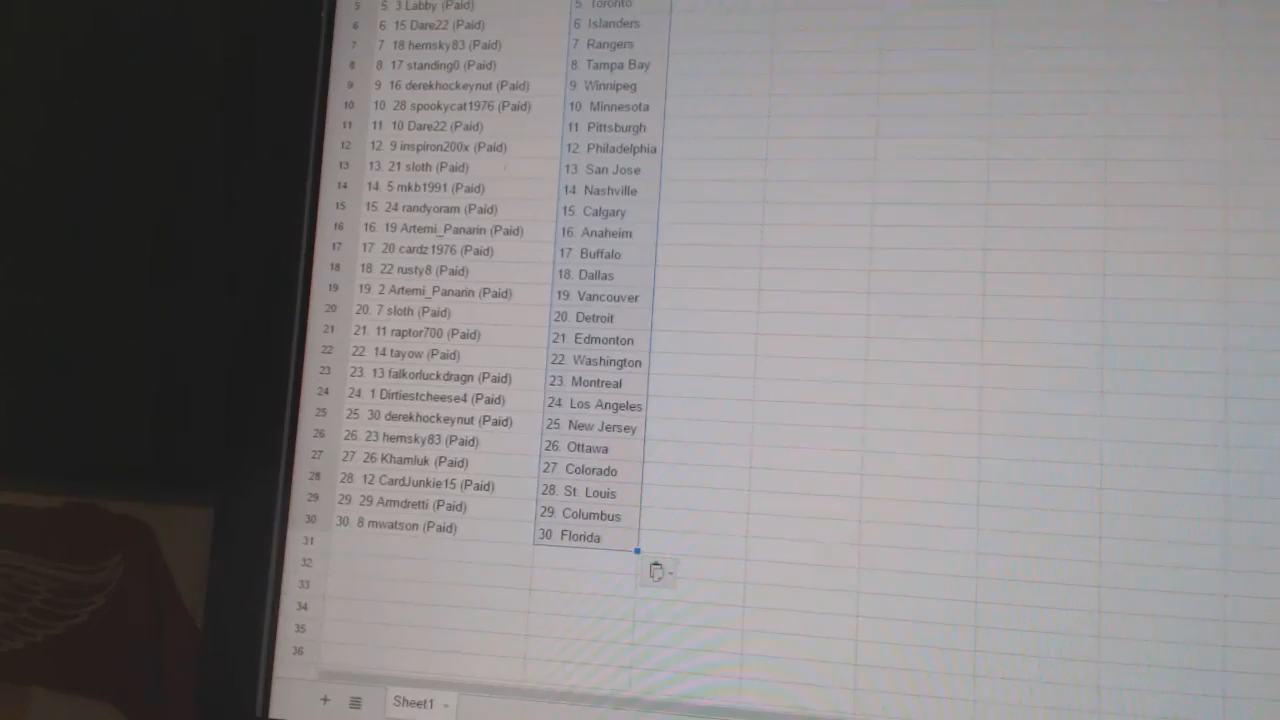 5 5. 3 Labby (Paid) 5. Toronto
6 6. 15 Dare22 (Paid) 6 Islanders
7 7. 18 hemsky83 (Paid) 7 Rangers
8 8. 17 standing0 (Paid) 8. Tampa Bay
9 9 16 derekhockeynut (Paid) 9. Winnipeg
10 10. 28 spookycat1976 (Paid) 10 Minnesota
11 11. 10 Dare22 (Paid) 11 Pittsburgh
12 12. 9 inspiron200x (Paid) 12. Philadelphia
13 13. 21 sloth (Paid) 13 San Jose
14 14. 5 mkb1991 (Paid) 14. Nashville
15 15. 24 randyoram (Paid) 15. Calgary
16 16. 19 Artemi_Panarin (Paid) 16. Anaheim
17 17. 20 cardz1976 (Paid) 17. Buffalo
18 18. 22 rusty8 (Paid) 18. Dallas
19 19. 2 Artemi_Panarin (Paid) 19. Vancouver
20 20. 7 sloth (Paid) 20. Detroit
21 21. 11 raptor700 (Paid) 21. Edmonton
22 22. 14 tayow (Paid) 22. Washington
23 23. 13 falkorluckdragn (Paid) 23. Montreal
24 24. 1 Dirtiestcheese4 (Paid) 24. Los Angeles
25 25. 30 derekhockeynut (Paid) 25. New Jersey
26 26. 23 hemsky83 (Paid) 26. Ottawa
27 27. 26 Khamluk (Paid) 27. Colorado
28 28. 12 CardJunkie15 (Paid) 28. St. Louis
29 29. 29 Armdretti (Paid) 29. Columbus
30 30. 8 mwatson (Paid) 30 Florida
31
32
33
34
35
36
Sheet1